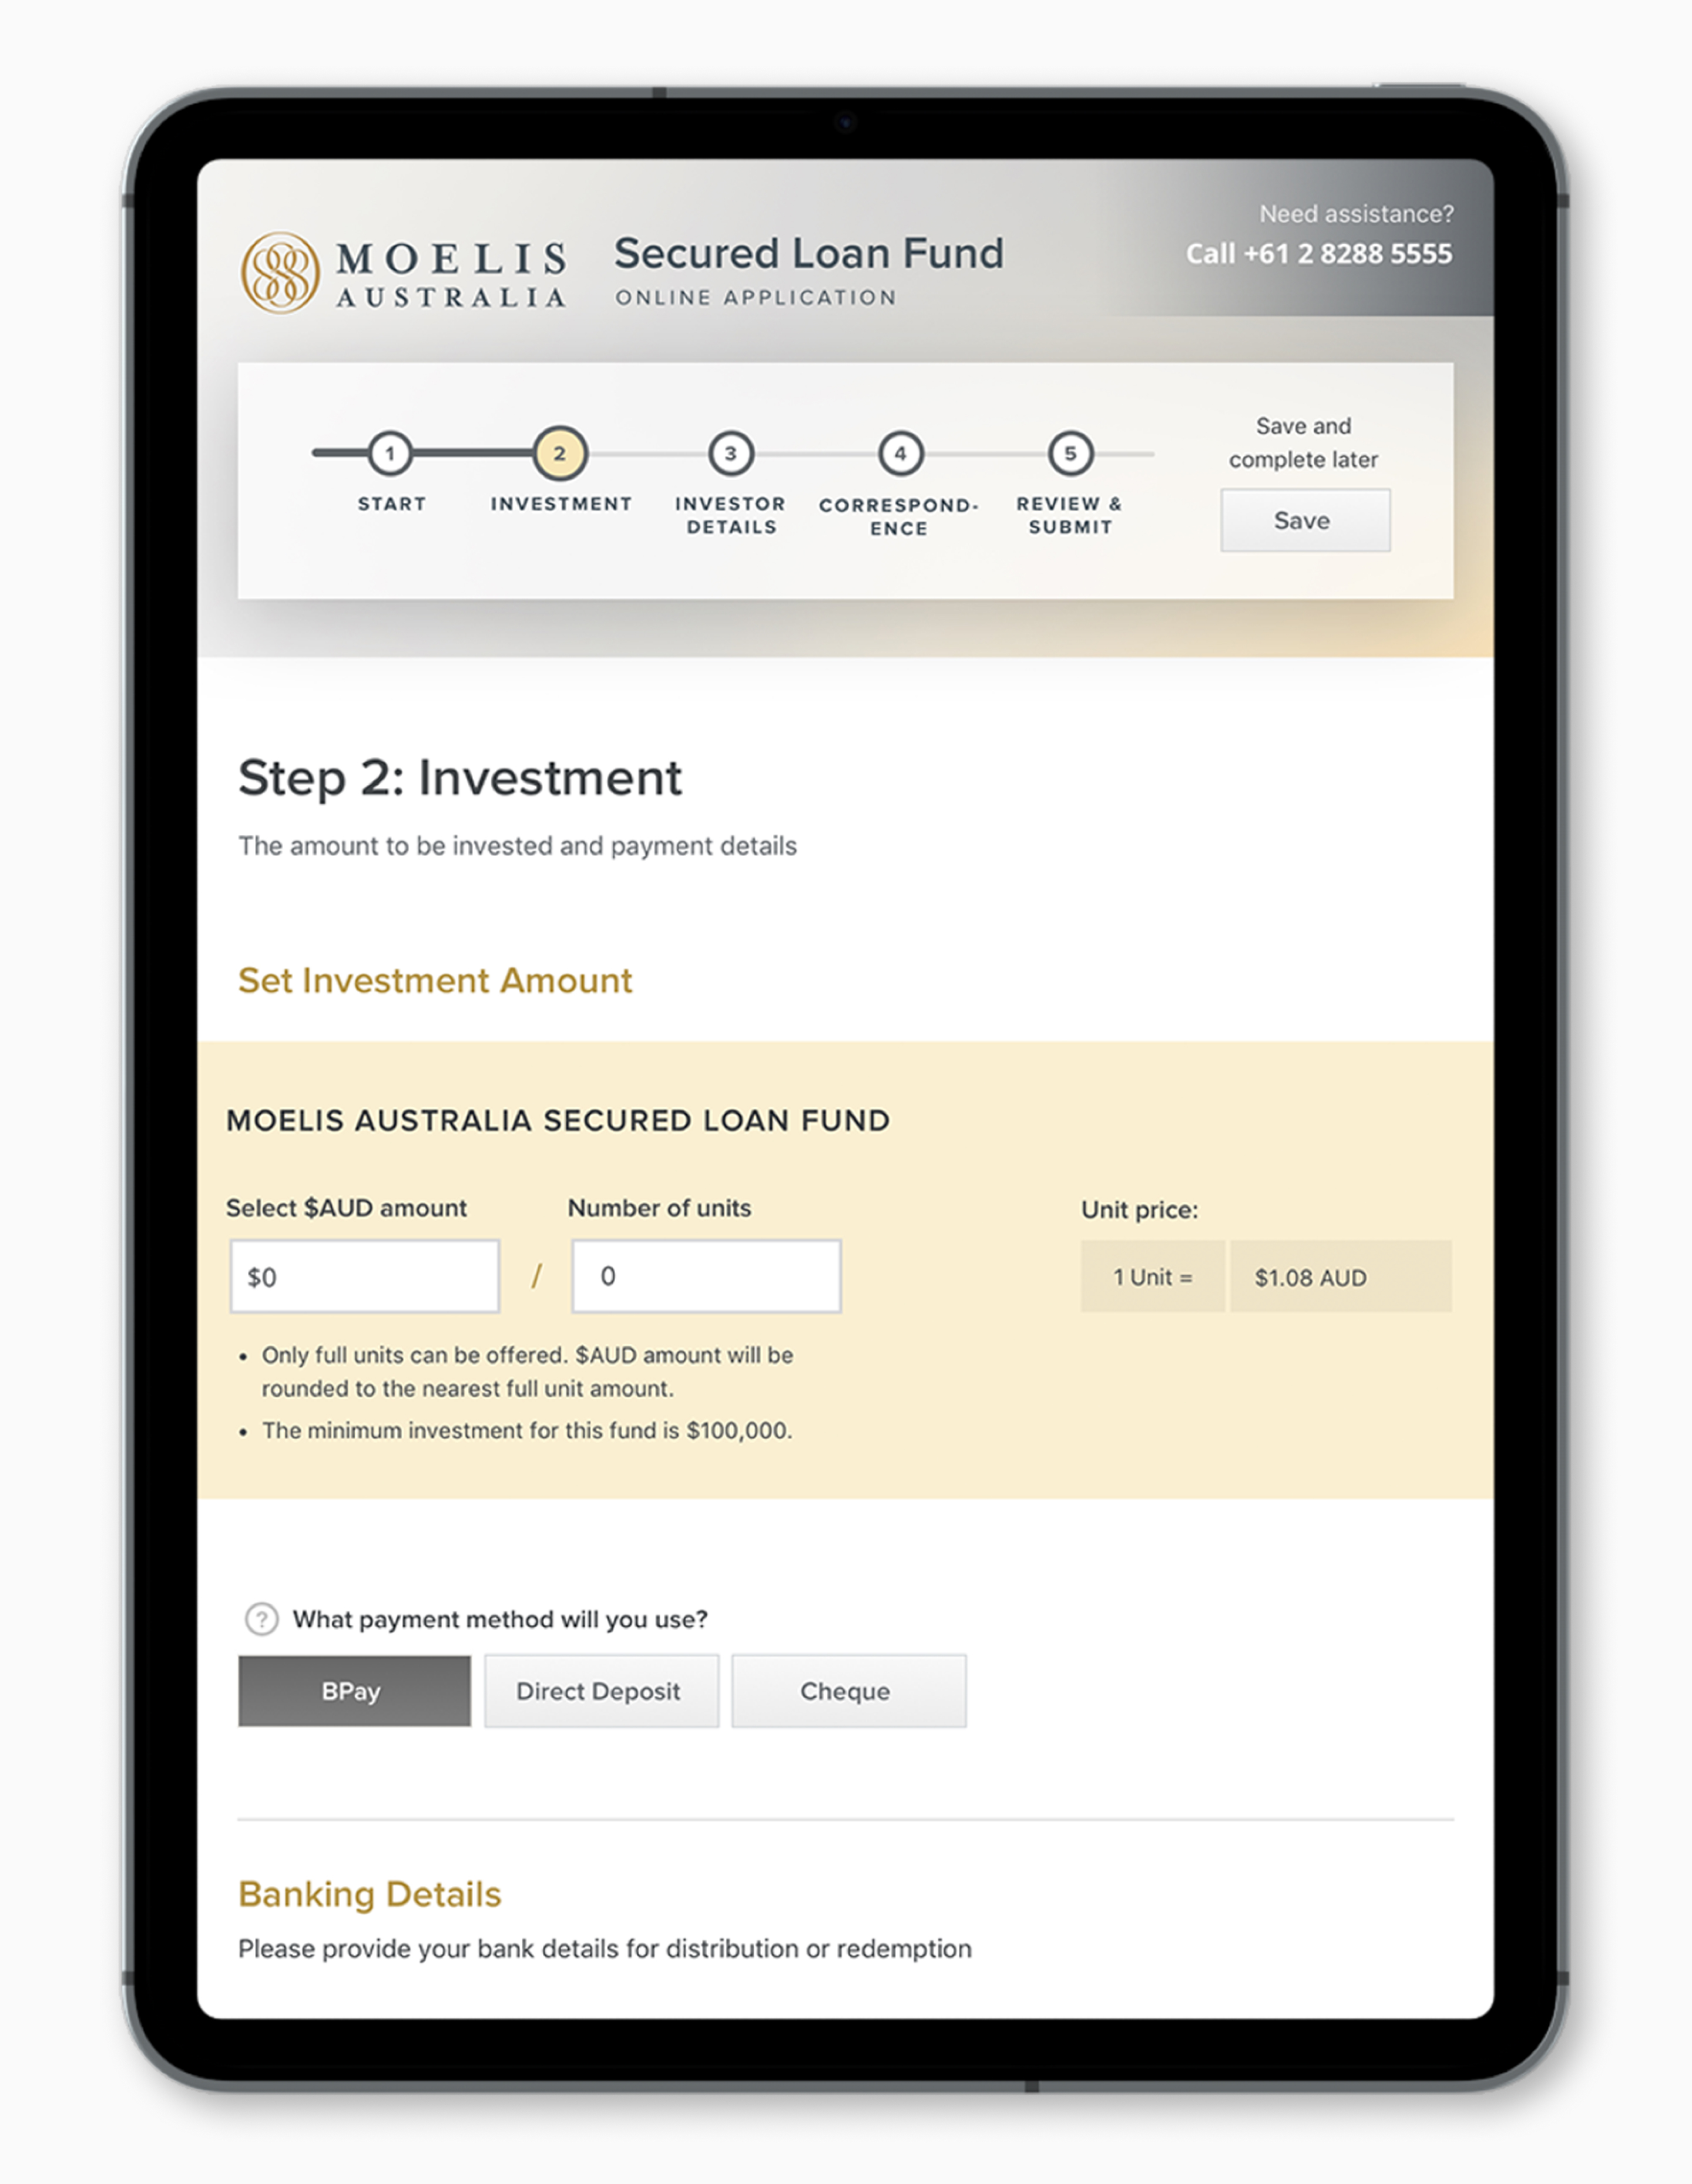 MOELIS
AUSTRALIA
Secured Loan Fund
ONLINE APPLICATION
Need assistance?
Call +61 2 8288 5555
1
2
3
4
5
START
INVESTMENT
INVESTOR
DETAILS
CORRESPOND-
ENCE
REVIEW &
SUBMIT
Save and
complete later
Save
Step 2: Investment
The amount to be invested and payment details
Set Investment Amount
MOELIS AUSTRALIA SECURED LOAN FUND
Select $AUD amount
Number of units
Unit price:
$0
/
0
1 Unit =
$1.08 AUD
• Only full units can be offered. $AUD amount will be
rounded to the nearest full unit amount.
• The minimum investment for this fund is $100,000.
? What payment method will you use?
BPay
Direct Deposit
Cheque
Banking Details
Please provide your bank details for distribution or redemption